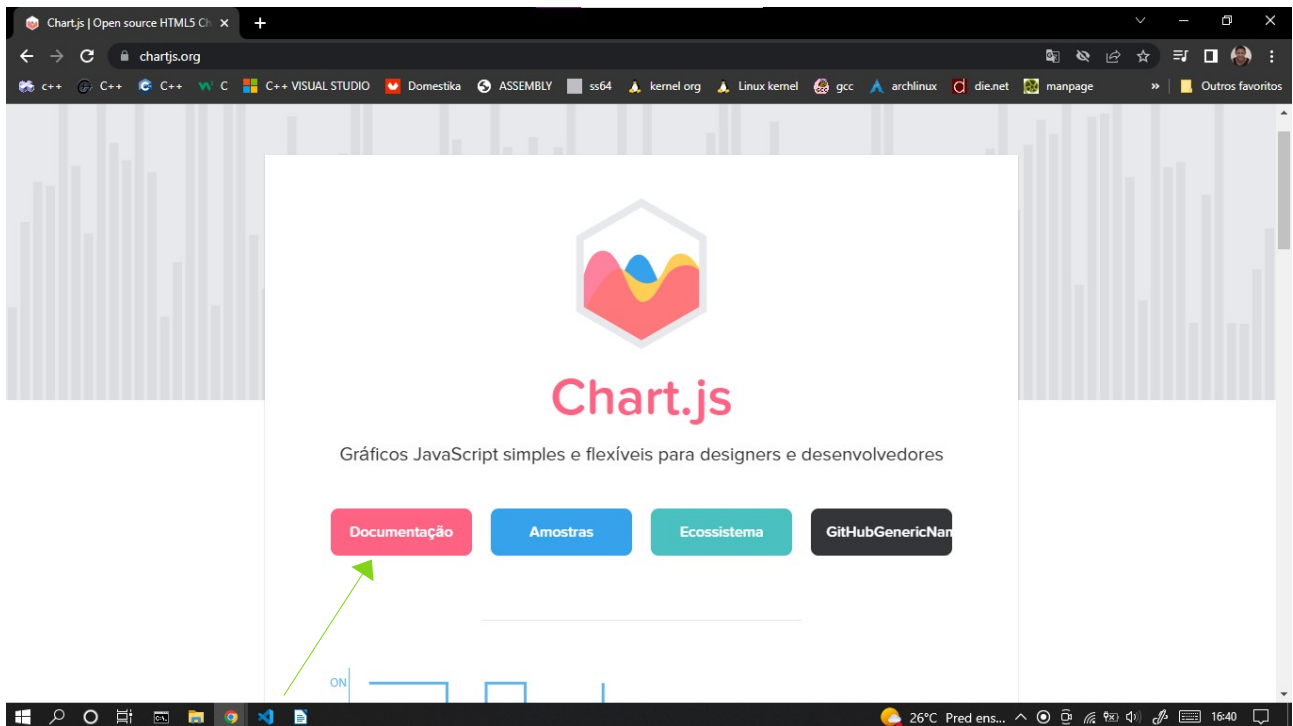 Chart.js | Open source HTML5 Ch
chartjs.org
C++ C++ C++ C C++ VISUAL STUDIO Domestika ASSEMBLY ss64 kernel org Linux kernel gcc archlinux die.net manpage » Outros favoritos
Chart.js
Gráficos JavaScript simples e flexíveis para designers e desenvolvedores
Documentação Amostras Ecossistema GitHubGenericNam
ON
26°C Pred ens... 16:40